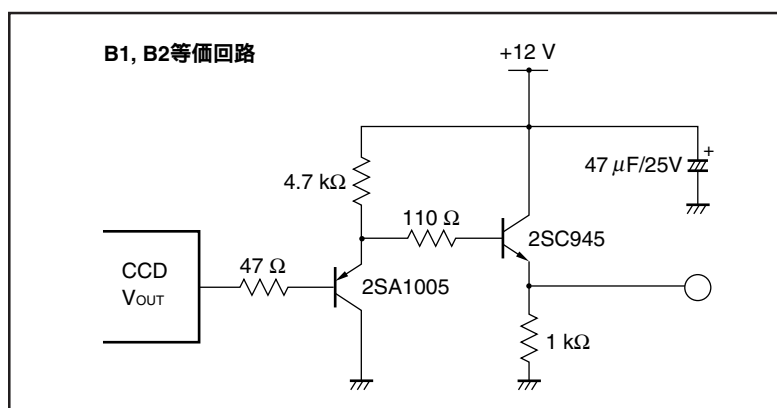 B1, B2等価回路
+12 V
4.7 kΩ
47 μF/25V
+
110 Ω
2SC945
CCD
VOUT
47 Ω
2SA1005
1 kΩ